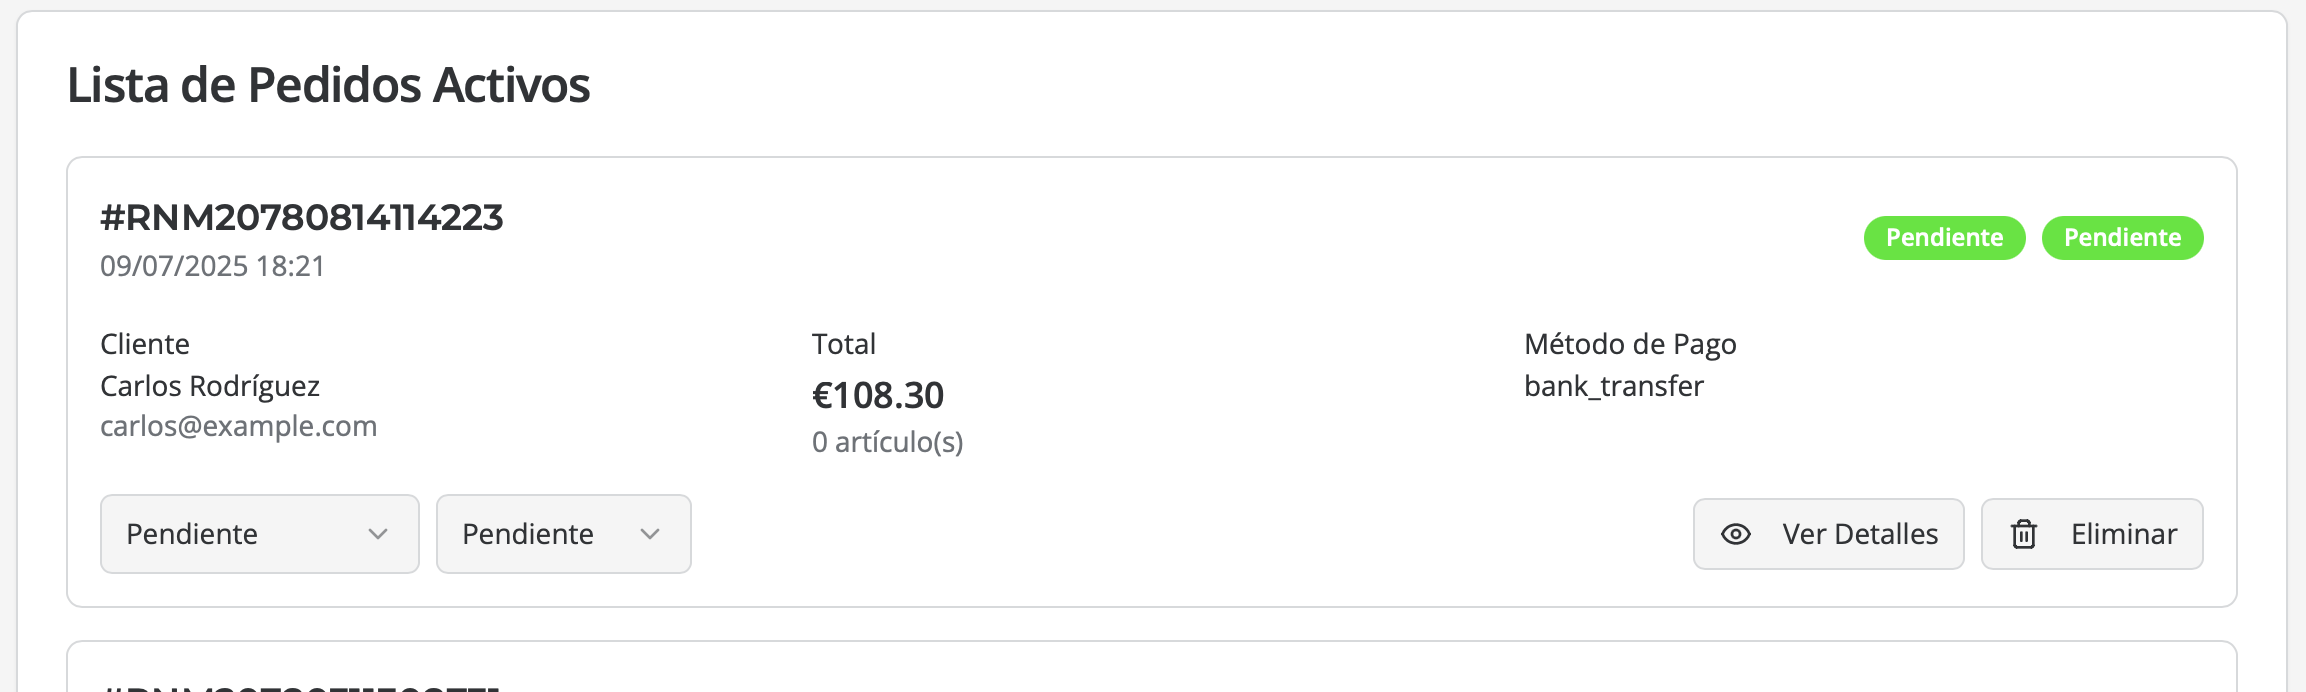 Lista de Pedidos Activos
#RNM20780814114223
09/07/2025 18:21
Pendiente Pendiente
Cliente
Carlos Rodríguez
carlos@example.com
Total
€108.30
0 artículo(s)
Método de Pago
bank_transfer
Pendiente Pendiente Ver Detalles Eliminar